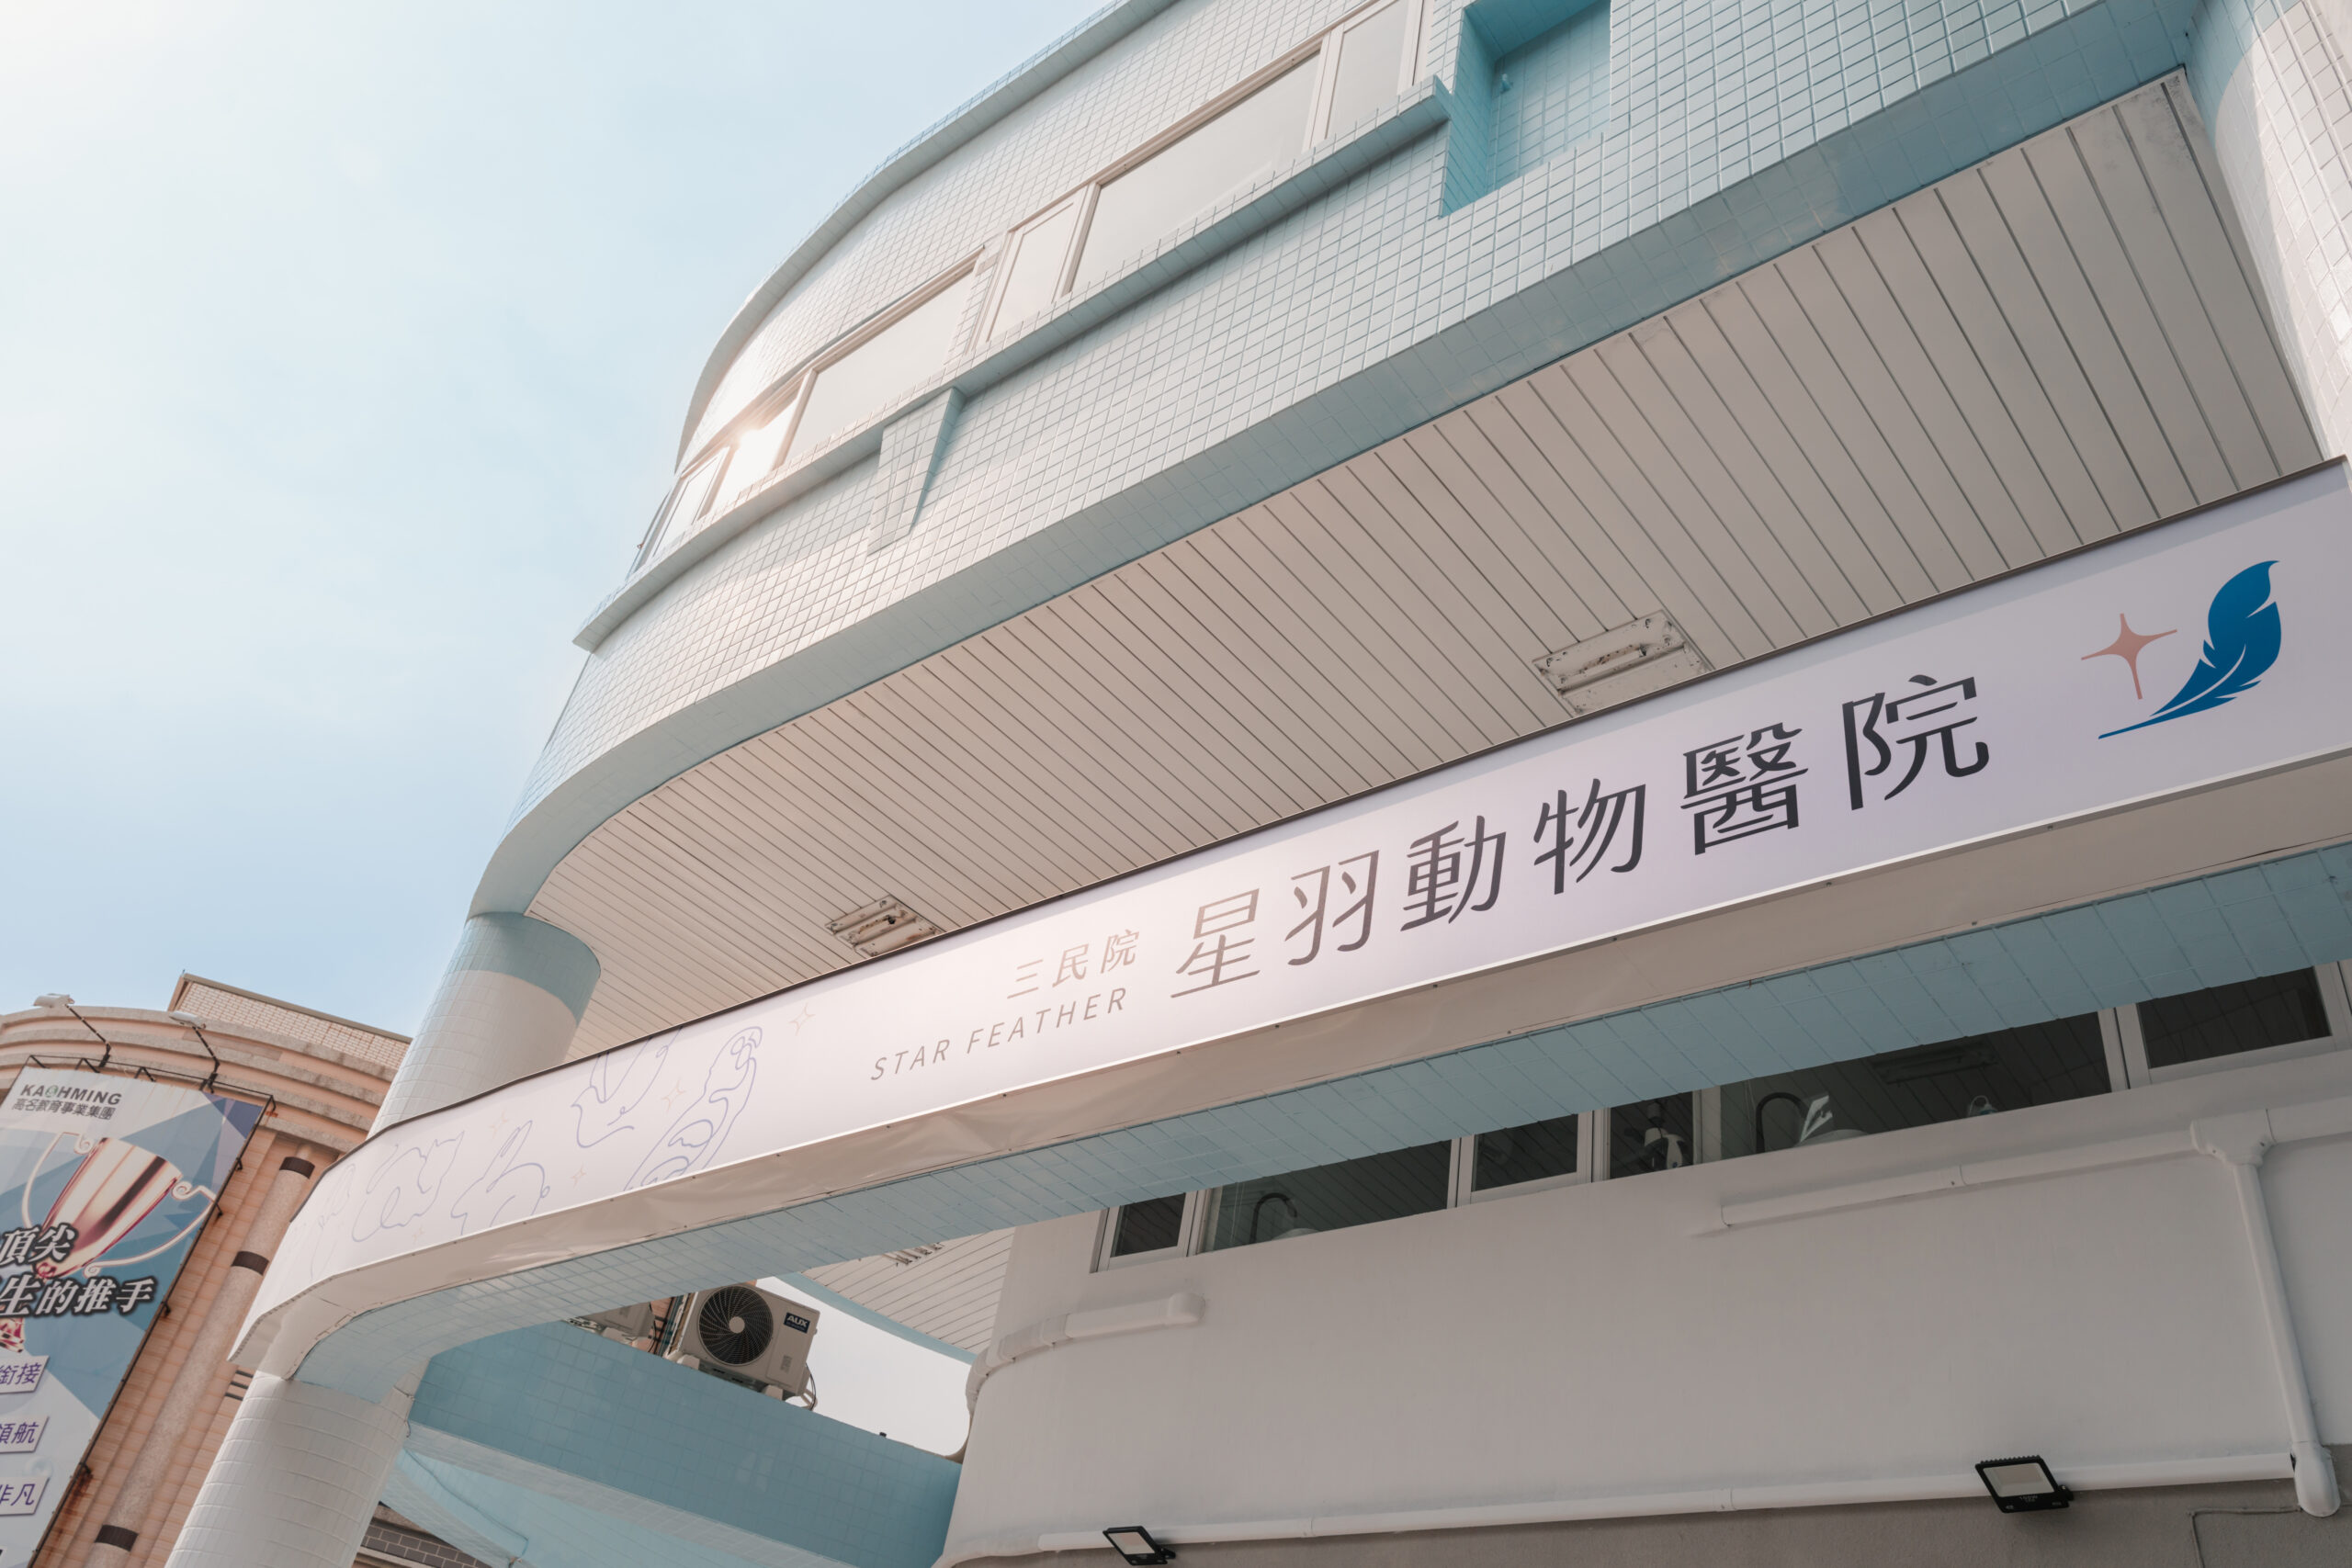 三民院
STAR FEATHER
星羽動物醫院
KAOHMING
高名教育事業集團
頂尖
生的推手
銜接
領航
非凡
AUX